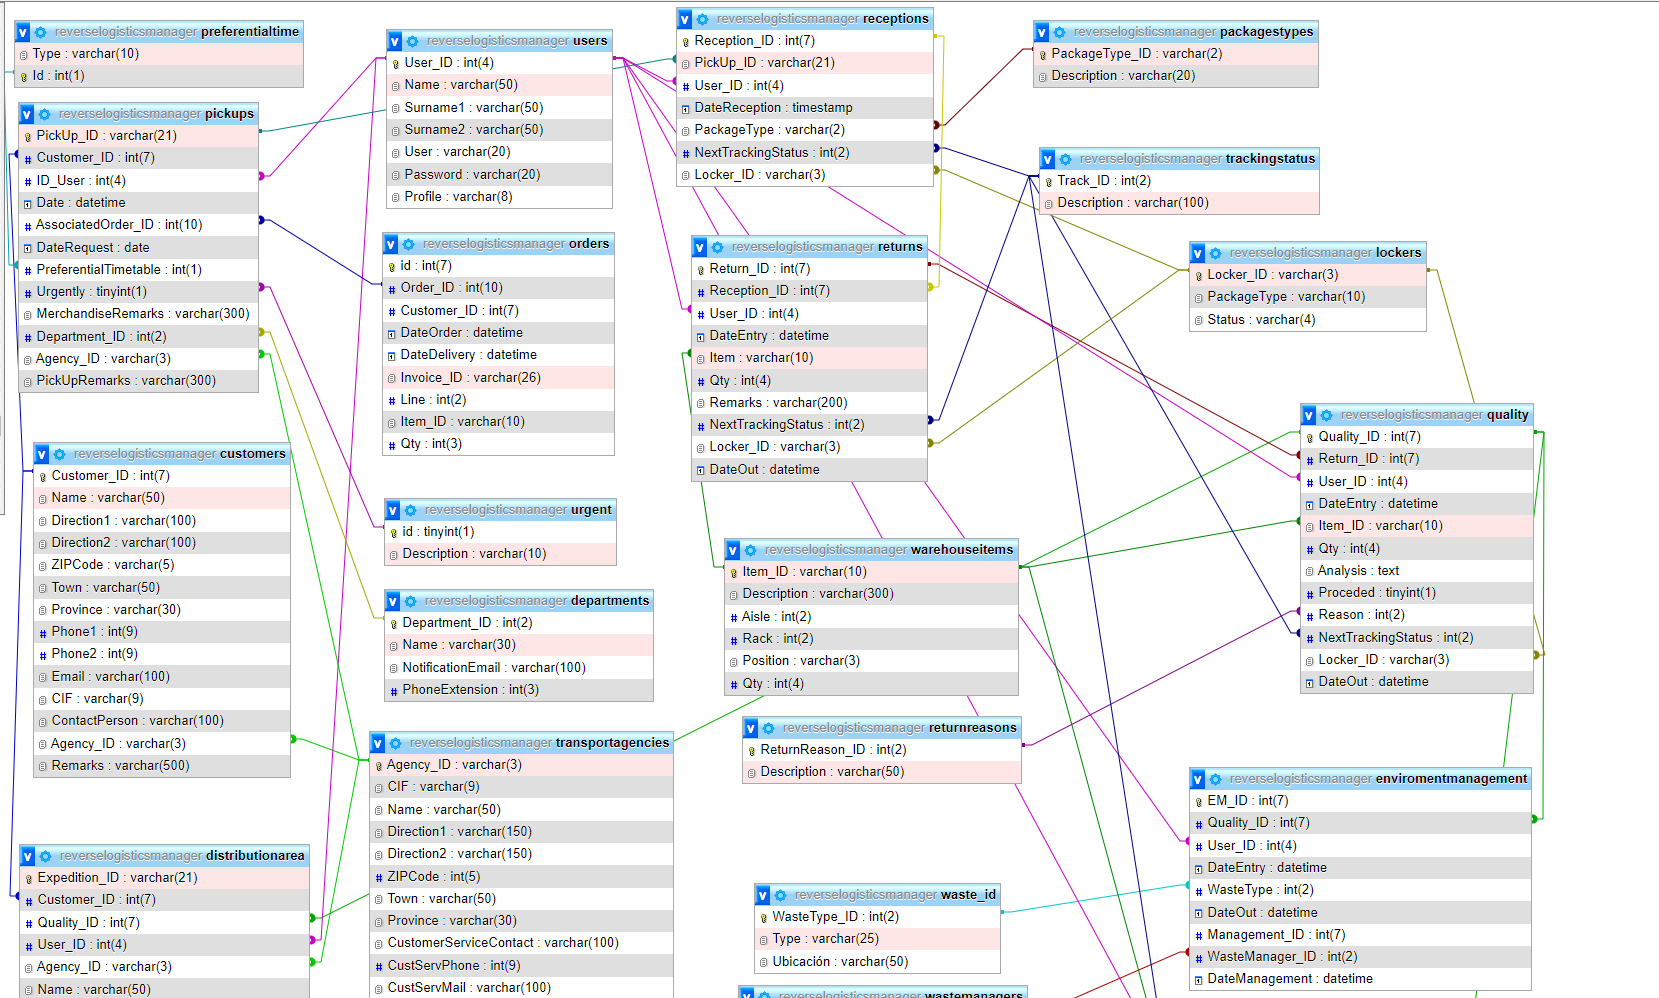 reverselogisticsmanager preferentialtime
Type : varchar(10)
Id : int(1)
reverselogisticsmanager pickups
PickUp_ID : varchar(21)
Customer_ID : int(7)
ID_User : int(4)
Date : datetime
AssociatedOrder_ID : int(10)
DateRequest : date
PreferentialTimetable : int(1)
Urgently : tinyint(1)
MerchandiseRemarks : varchar(300)
Department_ID : int(2)
Agency_ID : varchar(3)
PickUpRemarks : varchar(300)
reverselogisticsmanager customers
Customer_ID : int(7)
Name : varchar(50)
Direction1 : varchar(100)
Direction2 : varchar(100)
ZIPCode : varchar(5)
Town : varchar(50)
Province : varchar(30)
Phone1 : int(9)
Phone2 : int(9)
Email : varchar(100)
CIF : varchar(9)
ContactPerson : varchar(100)
Agency_ID : varchar(3)
Remarks : varchar(500)
reverselogisticsmanager distributionarea
Expedition_ID : varchar(21)
Customer_ID : int(7)
Quality_ID : int(7)
User_ID : int(4)
Agency_ID : varchar(3)
Name : varchar(50)
reverselogisticsmanager users
User_ID : int(4)
Name : varchar(50)
Surname1 : varchar(50)
Surname2 : varchar(50)
User : varchar(20)
Password : varchar(20)
Profile : varchar(8)
reverselogisticsmanager orders
id : int(7)
Order_ID : int(10)
Customer_ID : int(7)
DateOrder : datetime
DateDelivery : datetime
Invoice_ID : varchar(26)
Line : int(2)
Item_ID : varchar(10)
Qty : int(3)
reverselogisticsmanager urgent
id : tinyint(1)
Description : varchar(10)
reverselogisticsmanager departments
Department_ID : int(2)
Name : varchar(30)
NotificationEmail : varchar(100)
PhoneExtension : int(3)
reverselogisticsmanager transportagencies
Agency_ID : varchar(3)
CIF : varchar(9)
Name : varchar(50)
Direction1 : varchar(150)
Direction2 : varchar(150)
ZIPCode : int(5)
Town : varchar(50)
Province : varchar(30)
CustomerServiceContact : varchar(100)
CustServPhone : int(9)
CustServMail : varchar(100)
reverselogisticsmanager receptions
Reception_ID : int(7)
PickUp_ID : varchar(21)
User_ID : int(4)
DateReception : timestamp
PackageType : varchar(2)
NextTrackingStatus : int(2)
Locker_ID : varchar(3)
reverselogisticsmanager returns
Return_ID : int(7)
Reception_ID : int(7)
User_ID : int(4)
DateEntry : datetime
Item : varchar(10)
Qty : int(4)
Remarks : varchar(200)
NextTrackingStatus : int(2)
Locker_ID : varchar(3)
DateOut : datetime
reverselogisticsmanager warehouseitems
Item_ID : varchar(10)
Description : varchar(300)
Aisle : int(2)
Rack : int(2)
Position : varchar(3)
Qty : int(4)
reverselogisticsmanager returnreasons
ReturnReason_ID : int(2)
Description : varchar(50)
reverselogisticsmanager waste_id
WasteType_ID : int(2)
Type : varchar(25)
Ubicación : varchar(50)
reverselogisticsmanager wastemanagers
reverselogisticsmanager packagestypes
PackageType_ID : varchar(2)
Description : varchar(20)
reverselogisticsmanager trackingstatus
Track_ID : int(2)
Description : varchar(100)
reverselogisticsmanager lockers
Locker_ID : varchar(3)
PackageType : varchar(10)
Status : varchar(4)
reverselogisticsmanager quality
Quality_ID : int(7)
Return_ID : int(7)
User_ID : int(4)
DateEntry : datetime
Item_ID : varchar(10)
Qty : int(4)
Analysis : text
Proceded : tinyint(1)
Reason : int(2)
NextTrackingStatus : int(2)
Locker_ID : varchar(3)
DateOut : datetime
reverselogisticsmanager enviromentmanagement
EM_ID : int(7)
Quality_ID : int(7)
User_ID : int(4)
DateEntry : datetime
WasteType : int(2)
DateOut : datetime
Management_ID : int(7)
WasteManager_ID : int(2)
DateManagement : datetime